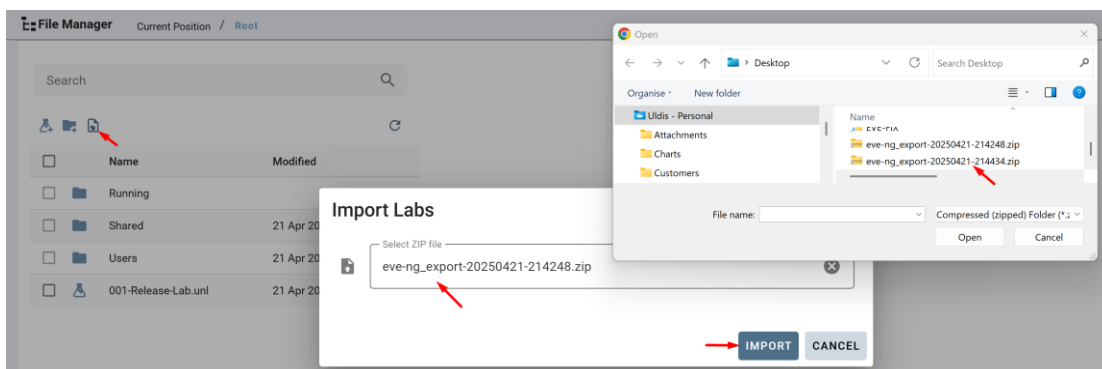 File Manager Current Position / Root
Search
Name Modified
Running
Shared 21 Apr 20
Users 21 Apr 20
001-Release-Lab.unl 21 Apr 20
Import Labs
Select ZIP file
eve-ng_export-20250421-214248.zip
IMPORT CANCEL
Open
Desktop Search Desktop
Organise New folder
Uldis - Personal
Attachments
Charts
Customers
Name
EVE-FIX
eve-ng_export-20250421-214248.zip
eve-ng_export-20250421-214434.zip
File name: Compressed (zipped) Folder (*.z
Open Cancel